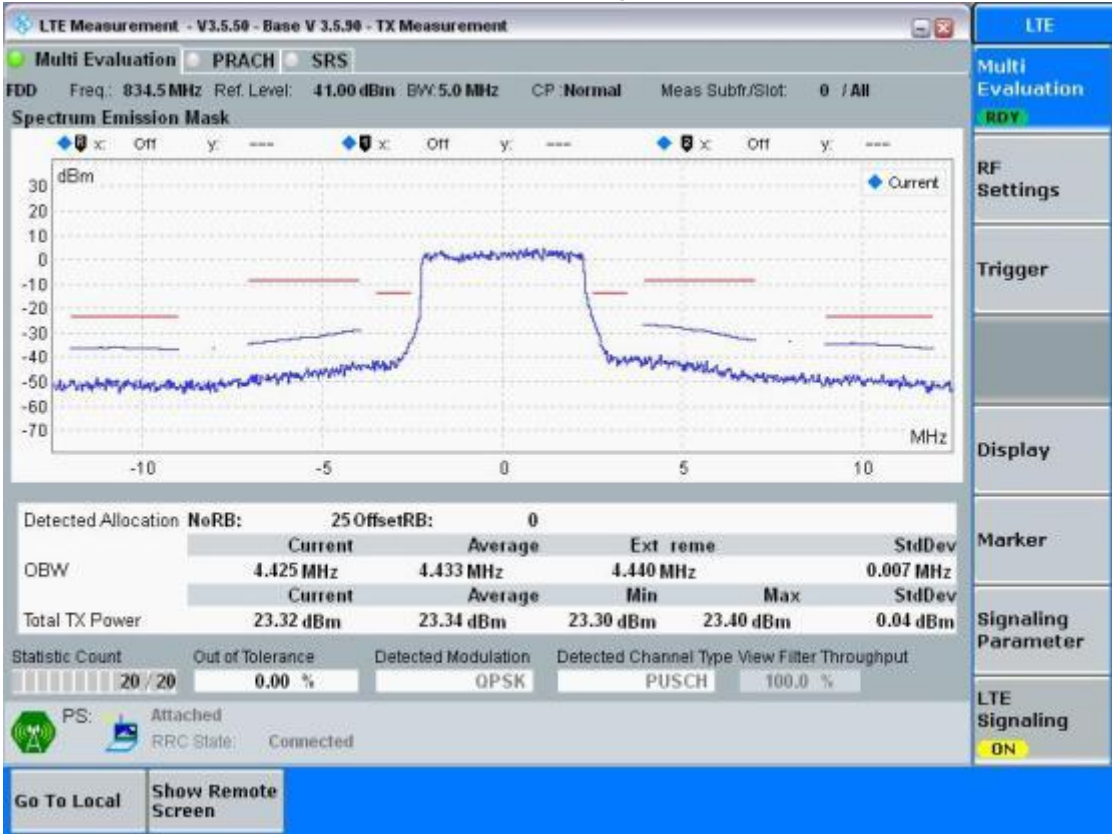 LTE Measurement - V3.5.50 - Base V 3.5.90 - TX Measurement
LTE
Multi Evaluation PRACH SRS
Multi
Evaluation
RDY
FDD Freq.: 834.5 MHz Ref. Level: 41.00 dBm BW: 5.0 MHz CP :Normal Meas Subfr./Slot: 0 / All
Spectrum Emission Mask
x: Off y: --- x: Off y: --- x: Off y: ---
dBm
Current
30
20
10
0
-10
-20
-30
-40
-50
-60
-70
MHz
-10 -5 0 5 10
RF
Settings
Trigger
Display
Marker
Signaling
Parameter
LTE
Signaling
ON
Detected Allocation NoRB: 25 OffsetRB: 0
Current Average Ext reme StdDev
OBW 4.425 MHz 4.433 MHz 4.440 MHz 0.007 MHz
Current Average Min Max StdDev
Total TX Power 23.32 dBm 23.34 dBm 23.30 dBm 23.40 dBm 0.04 dBm
Statistic Count Out of Tolerance Detected Modulation Detected Channel Type View Filter Throughput
20 / 20 0.00 % QPSK PUSCH 100.0 %
PS: Attached
RRC State: Connected
Go To Local
Show Remote
Screen